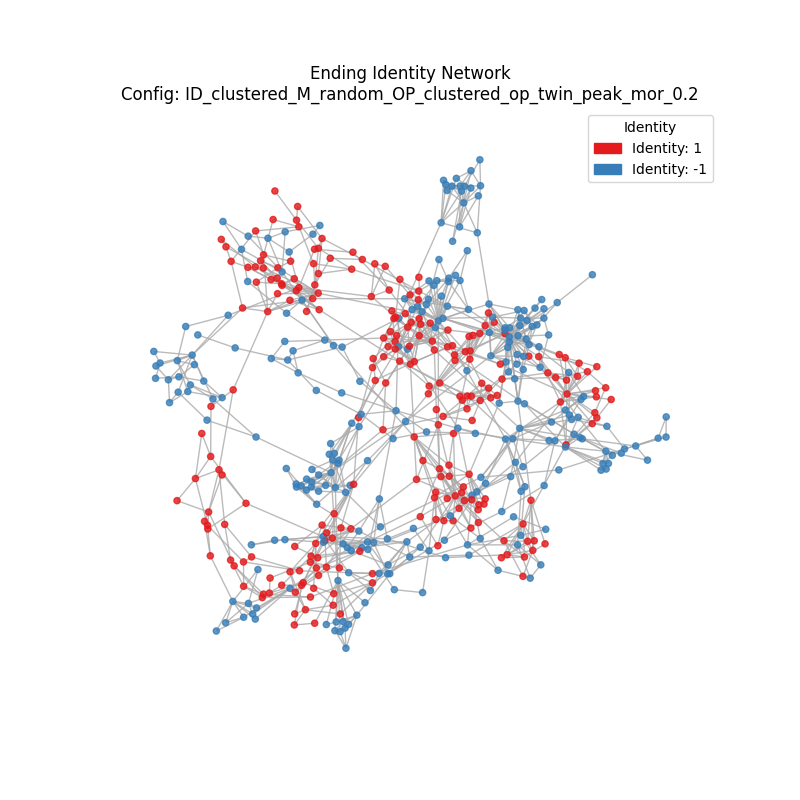 Ending Identity Network
Config: ID_clustered_M_random_OP_clustered_op_twin_peak_mor_0.2
Identity
Identity: 1
Identity: -1